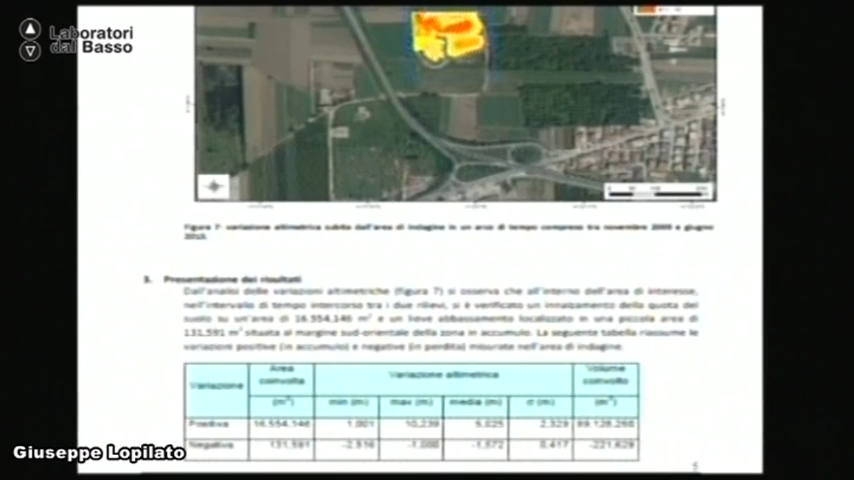 Laboratori
dal Basso
Figura 7: variazione altimetrica subita dall'area di indagine in un arco di tempo compreso tra novembre 2009 e giugno
3. Presentazione dei risultati
Dall'analisi delle variazioni altimetriche (figura 7) si osserva che all'interno dell'area di interesse,
nell'intervallo di tempo intercorso tra i due rilievi, si è verificato un innalzamento della quota del
suolo su un'area di 16.554,146 m² e un lieve abbassamento localizzato in una piccola area di
131,591 m² situata al margine sud-orientale della zona in accumulo. La seguente tabella riassume le
variazioni positive (in accumulo) e negative (in perdita) misurate nell'area di indagine.
Variazione Area coinvolta (m²) Variazione altimetrica Volume coinvolto (m³)
min (m) max (m) media (m) σ (m)
Positiva 16.554,146 1,001 10,239 5,025 2,329
Negativa 131,591 -2,516 -1,000 -1,572 0,417 -221,629
5
Giuseppe Lopilato